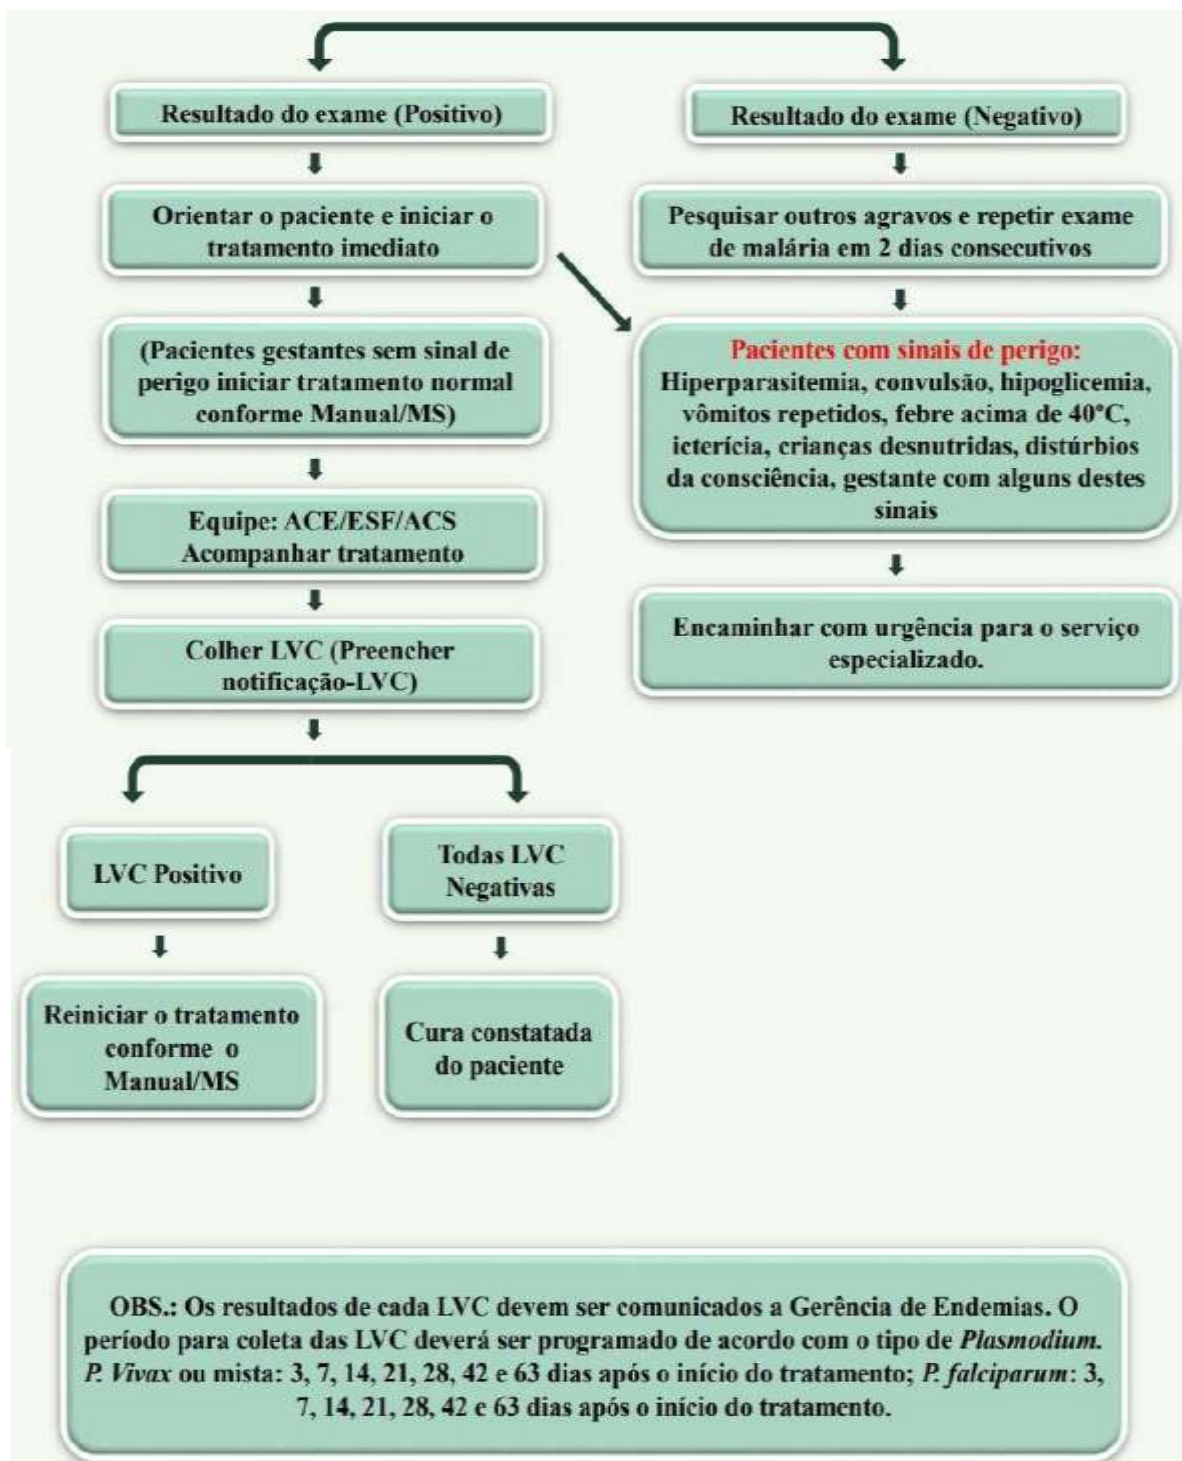 Resultado do exame (Positivo)
Resultado do exame (Negativo)
Orientar o paciente e iniciar o
tratamento imediato
Pesquisar outros agravos e repetir exame
de malária em 2 dias consecutivos
(Pacientes gestantes sem sinal de
perigo iniciar tratamento normal
conforme Manual/MS)
Pacientes com sinais de perigo:
Hiperparasitemia, convulsão, hipoglicemia,
vômitos repetidos, febre acima de 40ºC,
icterícia, crianças desnutridas, distúrbios
da consciência, gestante com alguns destes
sinais
Equipe: ACE/ESF/ACS
Acompanhar tratamento
Encaminhar com urgência para o serviço
especializado.
Colher LVC (Preencher
notificação-LVC)
LVC Positivo
Todas LVC
Negativas
Reiniciar o tratamento
conforme o
Manual/MS
Cura constatada
do paciente
OBS.: Os resultados de cada LVC devem ser comunicados a Gerência de Endemias. O
período para coleta das LVC deverá ser programado de acordo com o tipo de Plasmodium.
P. Vivax ou mista: 3, 7, 14, 21, 28, 42 e 63 dias após o início do tratamento; P. falciparum: 3,
7, 14, 21, 28, 42 e 63 dias após o início do tratamento.